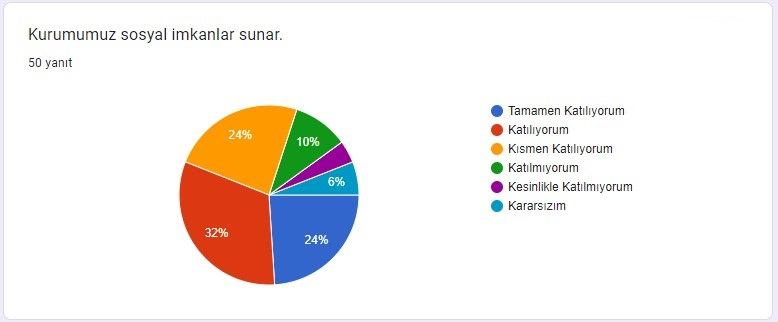 Kurumumuz sosyal imkanlar sunar.
50 yanıt
Tamamen Katılıyorum
Katılıyorum
Kısmen Katılıyorum
Katılmıyorum
Kesinlikle Katılmıyorum
Kararsızım
24%
10%
6%
32%
24%